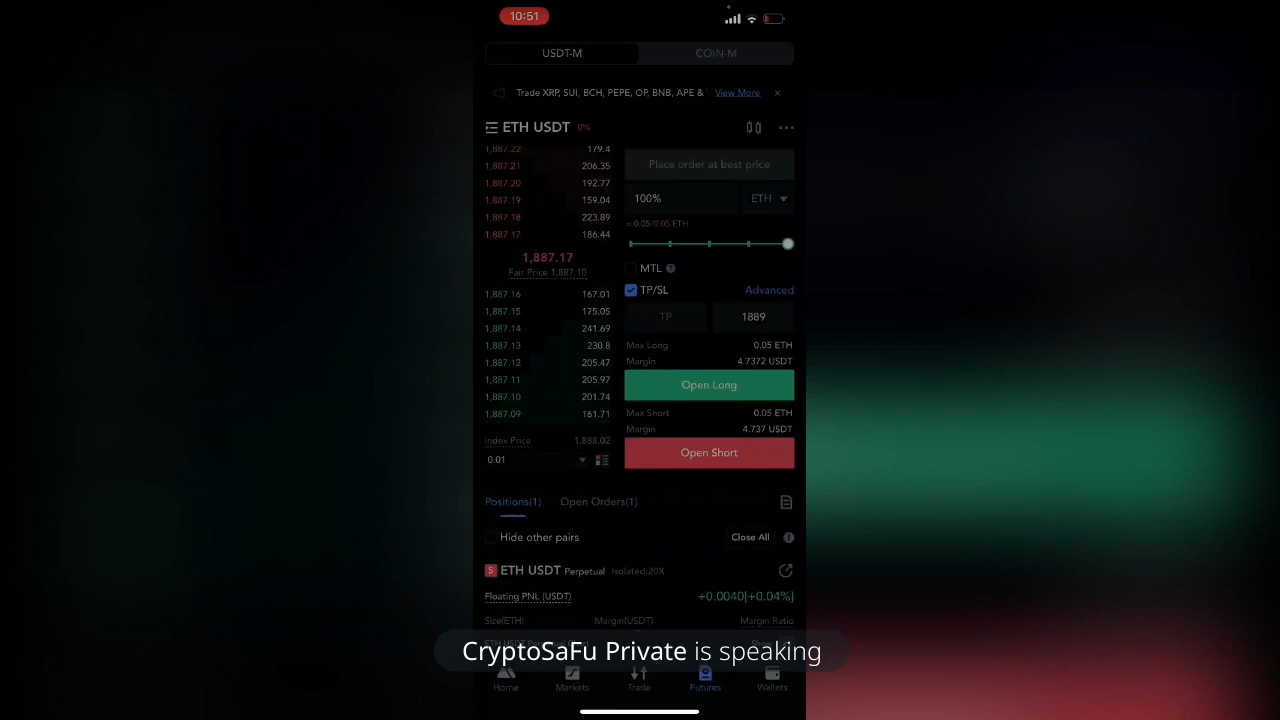 10:51
USDT-M COIN-M
Trade XRP, SUI, BCH, PEPE, OP, BNB, APE & View More ×
ETH USDT 0%
1,887.22 179.4
1,887.21 206.35
1,887.20 192.77
1,887.19 159.04
1,887.18 223.89
1,887.17 186.44
1,887.17
Fair Price 1,887.10
1,887.16 167.01
1,887.15 175.05
1,887.14 241.69
1,887.13 230.8
1,887.12 205.47
1,887.11 205.97
1,887.10 201.74
1,887.09 161.71
Index Price 1,888.02
0.01
Place order at best price
100% ETH
≈ 0.05/0.05 ETH
MTL
TP/SL Advanced
TP 1889
Max Long 0.05 ETH
Margin 4.7372 USDT
Open Long
Max Short 0.05 ETH
Margin 4.737 USDT
Open Short
Positions(1) Open Orders(1)
Hide other pairs Close All
S ETH USDT Perpetual Isolated.20X
Floating PNL (USDT) +0.0040[+0.04%]
Size(ETH) Margin(USDT) Margin Ratio
CryptoSaFu Private is speaking
Home Markets Trade Futures Wallets